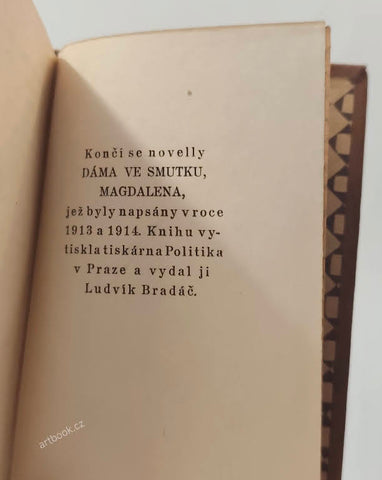 Končí se novelly
DÁMA VE SMUTKU,
MAGDALENA,
jež byly napsány v roce
1913 a 1914. Knihu vy-
tiskla tiskárna Politika
v Praze a vydal ji
Ludvík Bradáč.
artbook.cz